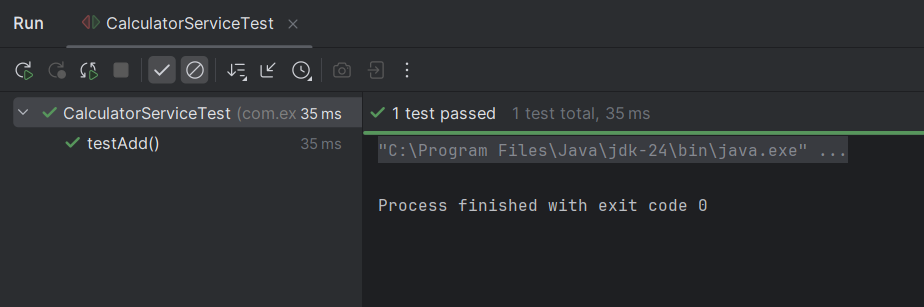 Run CalculatorServiceTest
CalculatorServiceTest (com.ex 35 ms
testAdd() 35 ms
1 test passed 1 test total, 35 ms
"C:\Program Files\Java\jdk-24\bin\java.exe" ...
Process finished with exit code 0